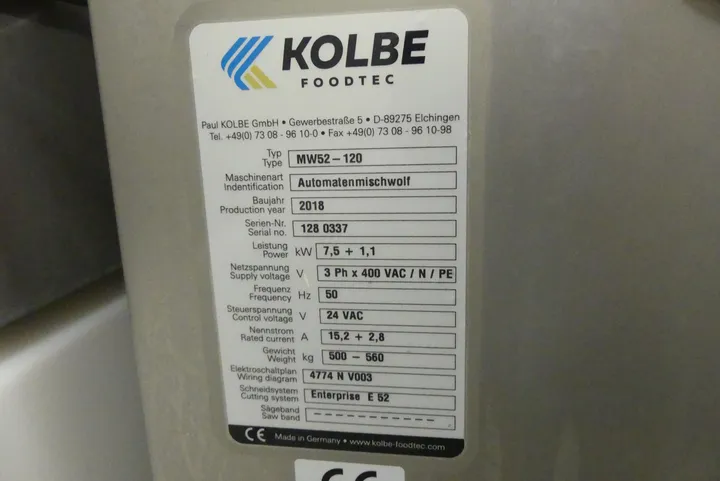 KOLBE
FOODTEC
Paul KOLBE GmbH • Gewerbestraße 5 • D-89275 Elchingen
Tel. +49(0) 73 08 - 96 10-0 • Fax +49(0) 73 08 - 96 10-98
Typ
Type MW52-120
Maschinenart
Indentification Automatenmischwolf
Baujahr
Production year 2018
Serien-Nr.
Serial no. 128 0337
Leistung
Power kW 7,5 + 1,1
Netzspannung
Supply voltage V 3 Ph x 400 VAC / N / PE
Frequenz
Frequency Hz 50
Steuerspannung
Control voltage V 24 VAC
Nennstrom
Rated current A 15,2 + 2,8
Gewicht
Weight kg 500 - 560
Elektroschaltplan
Wiring diagram 4774 N V003
Schneidsystem
Cutting system Enterprise E 52
Sägeband
Saw band - - - - - - - - - - -
CE Made in Germany • www.kolbe-foodtec.com
CE